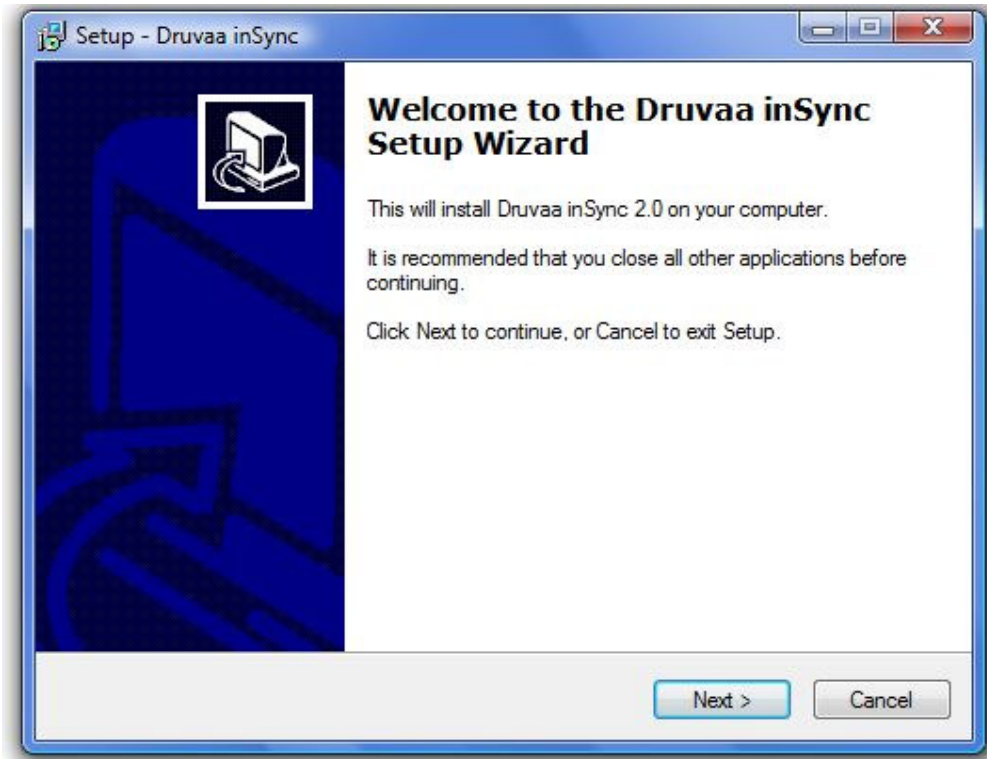 Setup - Druvaa inSync
Welcome to the Druvaa inSync
Setup Wizard
This will install Druvaa inSync 2.0 on your computer.
It is recommended that you close all other applications before
continuing.
Click Next to continue, or Cancel to exit Setup.
Next >
Cancel